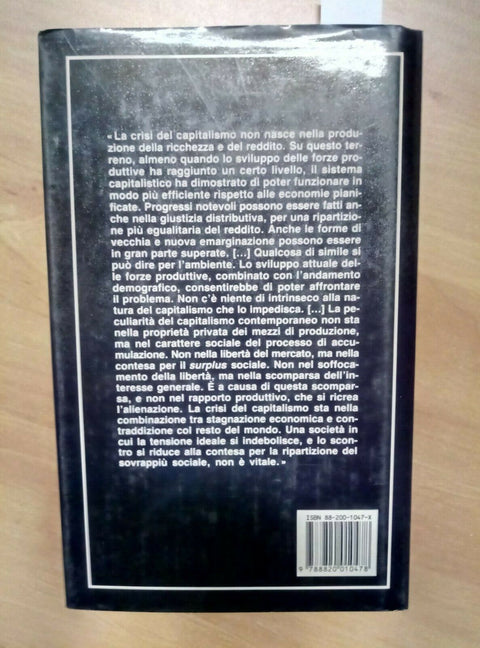 « La crisi del capitalismo non nasce nella produ-
zione della ricchezza e del reddito. Su questo ter-
reno, almeno quando lo sviluppo delle forze pro-
duttive ha raggiunto un certo livello, il sistema
capitalistico ha dimostrato di poter funzionare in
modo più efficiente rispetto alle economie piani-
ficate. Progressi notevoli possono essere fatti an-
che nella giustizia distributiva, per una ripartizio-
ne più egualitaria del reddito. Anche le forme di
vecchia e nuova emarginazione possono essere
in gran parte superate. [...] Qualcosa di simile si
può dire per l'ambiente. Lo sviluppo attuale del-
le forze produttive, combinato con l'andamento
demografico, consentirebbe di poter affrontare
il problema. Non c'è niente di intrinseco alla na-
tura del capitalismo che lo impedisca. [...] La pe-
culiarità del capitalismo contemporaneo non sta
nella proprietà privata dei mezzi di produzione,
ma nel carattere sociale del processo di accu-
mulazione. Non nella libertà del mercato, ma nella
contesa per il surplus sociale. Non nel soffoca-
mento della libertà, ma nella scomparsa dell'in-
teresse generale. È a causa di questa scompar-
sa, e non nel rapporto produttivo, che si ricrea
l'alienazione. La crisi del capitalismo sta nella
combinazione tra stagnazione economica e con-
traddizione col resto del mondo. Una società in
cui la tensione ideale si indebolisce, e lo scon-
tro si riduce alla contesa per la ripartizione del
sovrappiù sociale, non è vitale. »
ISBN 88-200-1047-X
9 788820 010478